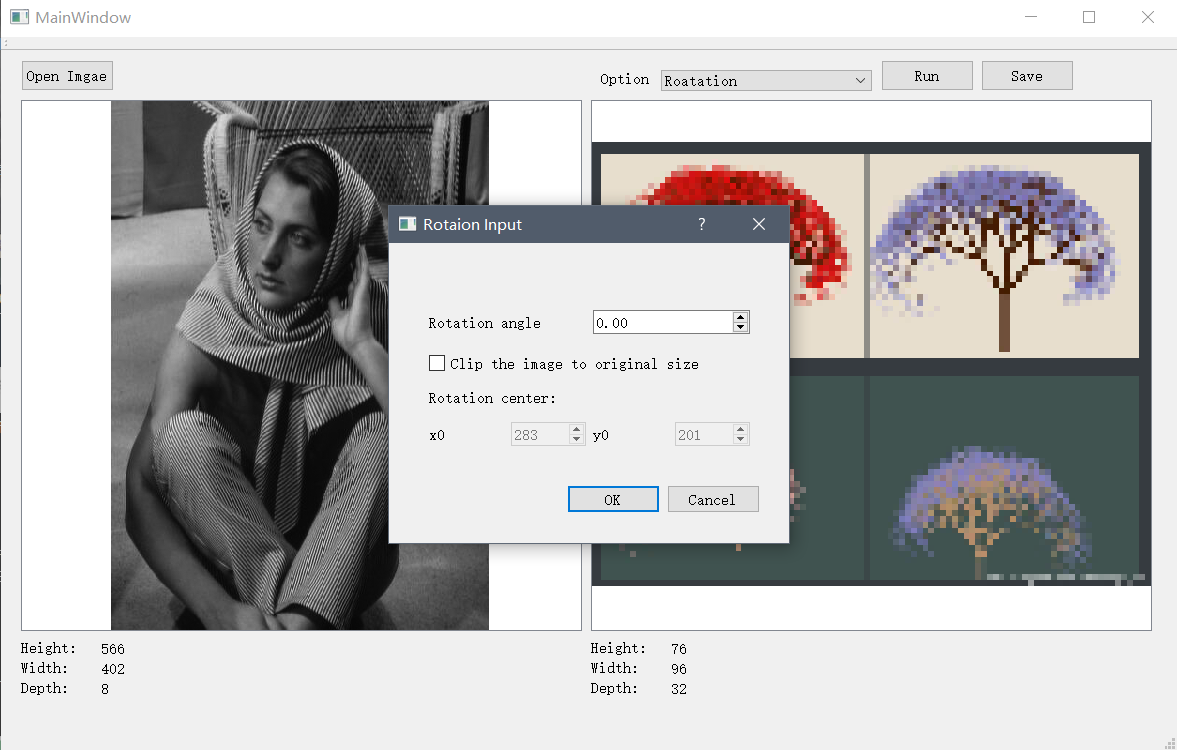 MainWindow
Open Imgae
Option Roatation Run Save
Rotaion Input ?
Rotation angle 0.00
Clip the image to original size
Rotation center:
x0 283 y0 201
OK Cancel
Height: 566
Width: 402
Depth: 8
Height: 76
Width: 96
Depth: 32